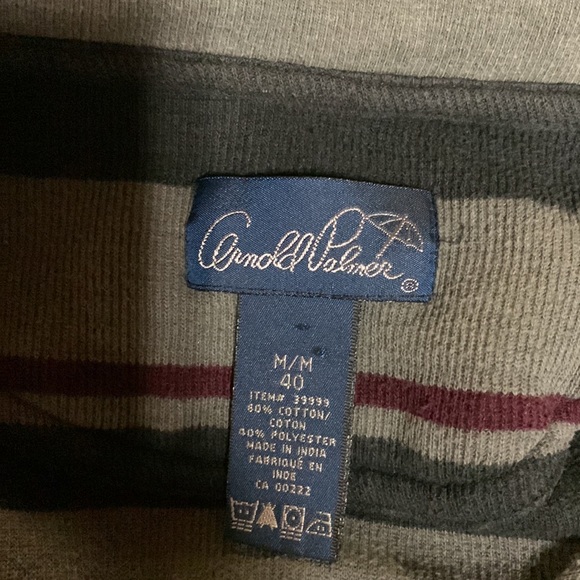 Arnold Palmer ®
M/M
40
ITEM# 39999
60% COTTON/
COTON
40% POLYESTER
MADE IN INDIA
FABRIQUÉ EN
INDE
CA 00222